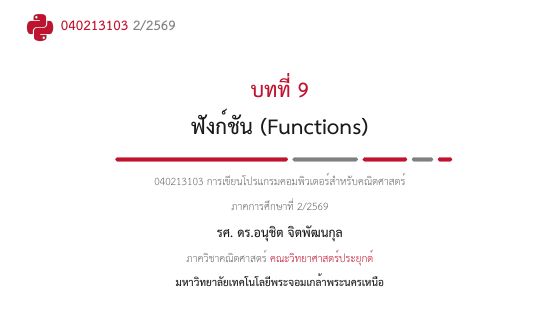 040213103 2/2569
บทที่ 9
ฟังก์ชัน (Functions)
040213103 การเขียนโปรแกรมคอมพิวเตอร์สำหรับคณิตศาสตร์
ภาคการศึกษาที่ 2/2569
รศ. ดร.อนุชิต จิตพัฒนกุล
ภาควิชาคณิตศาสตร์ คณะวิทยาศาสตร์ประยุกต์
มหาวิทยาลัยเทคโนโลยีพระจอมเกล้าพระนครเหนือ